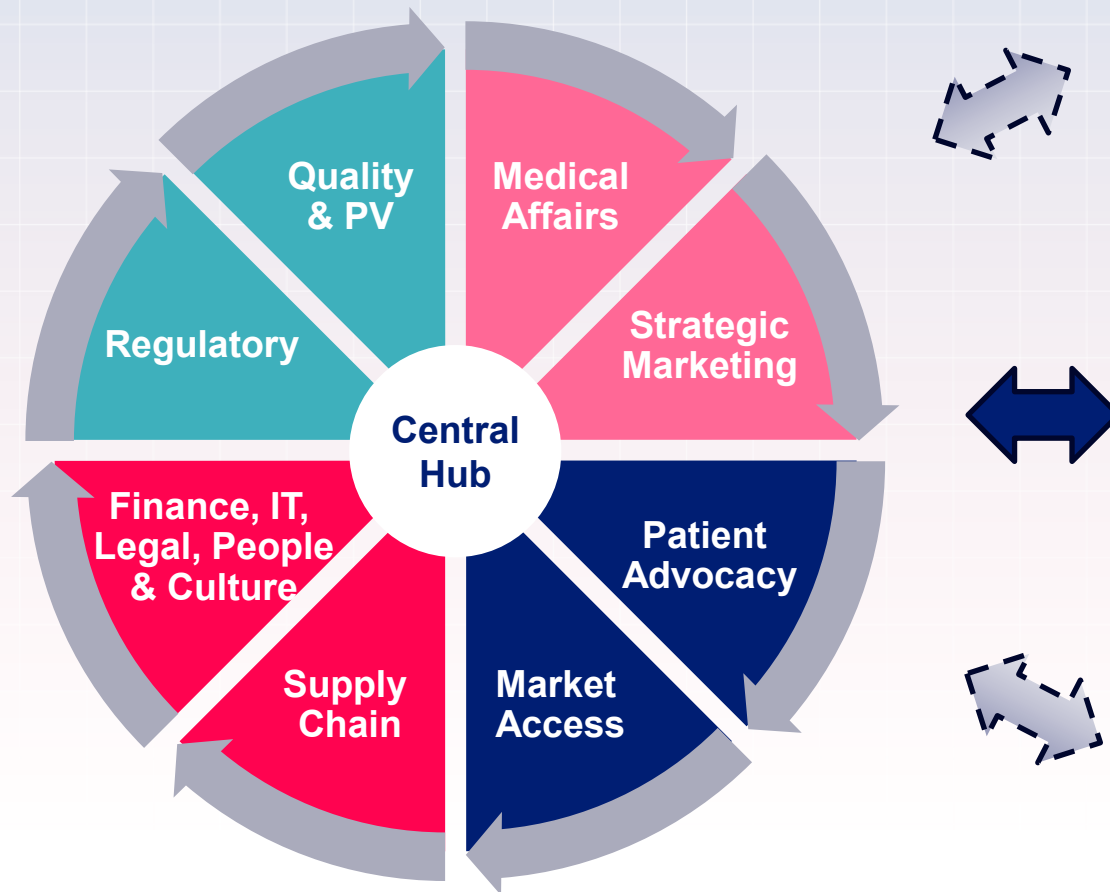 Quality
& PV
Medical
Affairs
Strategic
Marketing
Regulatory
Central
Hub
Finance, IT,
Legal, People
& Culture
Patient
Advocacy
Supply
Chain
Market
Access